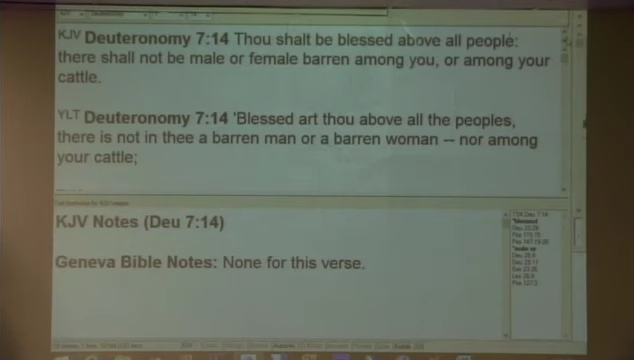 KJV Deuteronomy 7:14 Thou shalt be blessed above all people:
there shall not be male or female barren among you, or among your
cattle.
YLT Deuteronomy 7:14 'Blessed art thou above all the peoples,
there is not in thee a barren man or a barren woman -- nor among
your cattle;
KJV Notes (Deu 7:14)
Geneva Bible Notes: None for this verse.